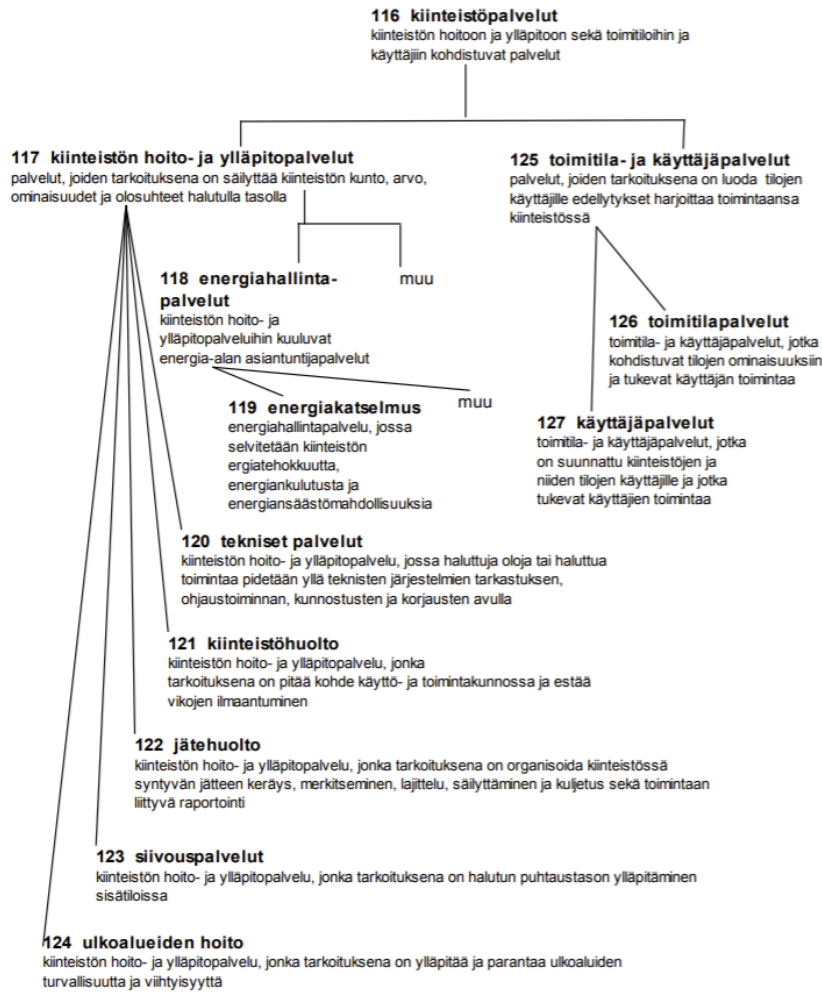 116 kiinteistöpalvelut
kiinteistön hoitoon ja ylläpitoon sekä toimitiloihin ja
käyttäjiin kohdistuvat palvelut
117 kiinteistön hoito- ja ylläpitopalvelut
palvelut, joiden tarkoituksena on säilyttää kiinteistön kunto, arvo,
ominaisuudet ja olosuhteet halutulla tasolla
125 toimitila- ja käyttäjäpalvelut
palvelut, joiden tarkoituksena on luoda tilojen
käyttäjille edellytykset harjoittaa toimintaansa
kiinteistössä
118 energiahallinta-
palvelut
kiinteistön hoito- ja
ylläpitopalveluihin kuuluvat
energia-alan asiantuntijapalvelut
muu
126 toimitilapalvelut
toimitila- ja käyttäjäpalvelut, jotka
kohdistuvat tilojen ominaisuuksiin
ja tukevat käyttäjän toimintaa
119 energiakatselmus
energiahallintapalvelu, jossa
selvitetään kiinteistön
ergiatehokkuutta,
energiankulutusta ja
energiansäästömahdollisuuksia
muu
127 käyttäjäpalvelut
toimitila- ja käyttäjäpalvelut, jotka
on suunnattu kiinteistöjen ja
niiden tilojen käyttäjille ja jotka
tukevat käyttäjien toimintaa
120 tekniset palvelut
kiinteistön hoito- ja ylläpitopalvelu, jossa haluttuja oloja tai haluttua
toimintaa pidetään yllä teknisten järjestelmien tarkastuksen,
ohjaustoiminnan, kunnostusten ja korjausten avulla
121 kiinteistöhuolto
kiinteistön hoito- ja ylläpitopalvelu, jonka
tarkoituksena on pitää kohde käyttö- ja toimintakunnossa ja estää
vikojen ilmaantuminen
122 jätehuolto
kiinteistön hoito- ja ylläpitopalvelu, jonka tarkoituksena on organisoida kiinteistössä
syntyvän jätteen keräys, merkitseminen, lajittelu, säilyttäminen ja kuljetus sekä toimintaan
liittyvä raportointi
123 siivouspalvelut
kiinteistön hoito- ja ylläpitopalvelu, jonka tarkoituksena on halutun puhtaustason ylläpitäminen
sisätiloissa
124 ulkoalueiden hoito
kiinteistön hoito- ja ylläpitopalvelu, jonka tarkoituksena on ylläpitää ja parantaa ulkoaluiden
turvallisuutta ja viihtyisyyttä